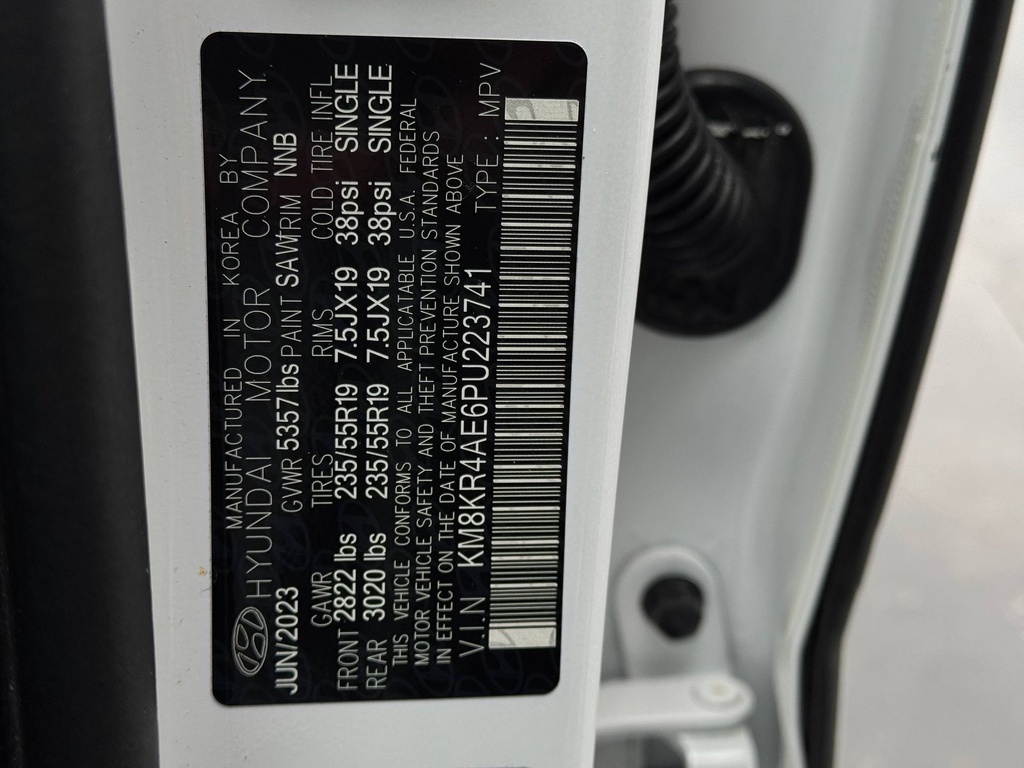 MANUFACTURED IN KOREA BY
HYUNDAI MOTOR COMPANY
JUN/2023 GVWR 5357lbs PAINT SAW TRIM NNB
GAWR TIRES RIMS COLD TIRE INFL
FRONT 2822 lbs 235/55R19 7.5JX19 38psi SINGLE
REAR 3020 lbs 235/55R19 7.5JX19 38psi SINGLE
THIS VEHICLE CONFORMS TO ALL APPLICATABLE U.S.A. FEDERAL
MOTOR VEHICLE SAFETY AND THEFT PREVENTION STANDARDS
IN EFFECT ON THE DATE OF MANUFACTURE SHOWN ABOVE
V.I.N : KM8KR4AE6PU223741 TYPE : MPV